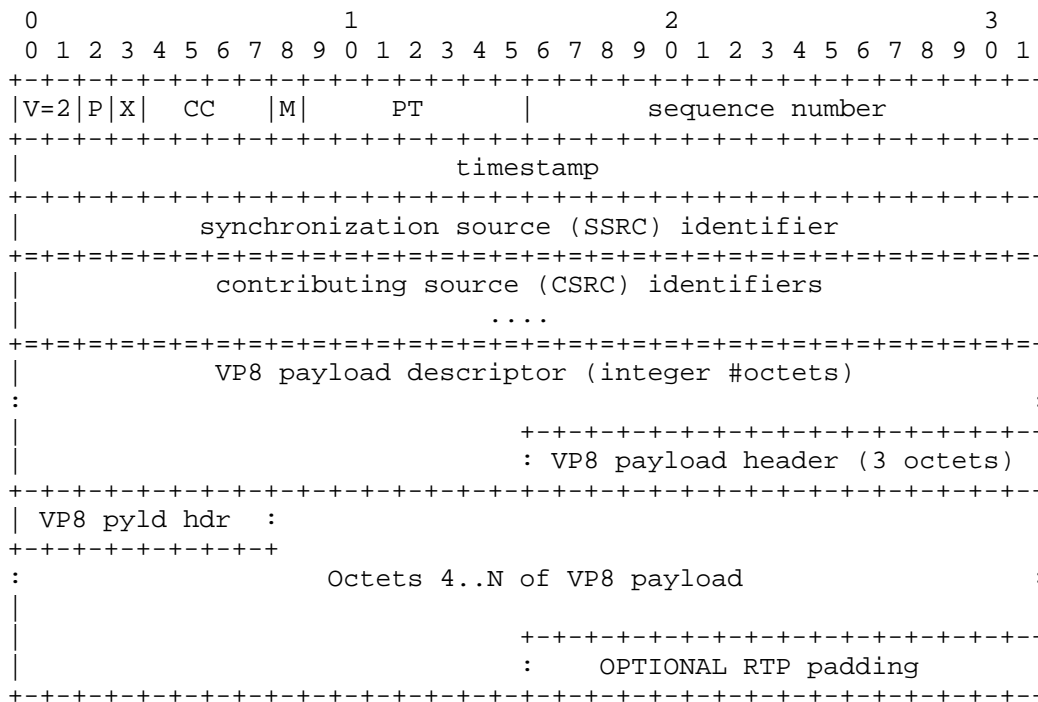 0                   1                   2                   3
 0 1 2 3 4 5 6 7 8 9 0 1 2 3 4 5 6 7 8 9 0 1 2 3 4 5 6 7 8 9 0 1
+-+-+-+-+-+-+-+-+-+-+-+-+-+-+-+-+-+-+-+-+-+-+-+-+-+-+-+-+-+-+-+-
|V=2|P|X|  CC   |M|     PT      |       sequence number
+-+-+-+-+-+-+-+-+-+-+-+-+-+-+-+-+-+-+-+-+-+-+-+-+-+-+-+-+-+-+-+-
|                           timestamp
+-+-+-+-+-+-+-+-+-+-+-+-+-+-+-+-+-+-+-+-+-+-+-+-+-+-+-+-+-+-+-+-
|           synchronization source (SSRC) identifier
+=+=+=+=+=+=+=+=+=+=+=+=+=+=+=+=+=+=+=+=+=+=+=+=+=+=+=+=+=+=+=+=
|            contributing source (CSRC) identifiers
|                             ....
+=+=+=+=+=+=+=+=+=+=+=+=+=+=+=+=+=+=+=+=+=+=+=+=+=+=+=+=+=+=+=+=
|            VP8 payload descriptor (integer #octets)
:                                                               :
|                               +-+-+-+-+-+-+-+-+-+-+-+-+-+-+-+-
|                               : VP8 payload header (3 octets)
+-+-+-+-+-+-+-+-+-+-+-+-+-+-+-+-+-+-+-+-+-+-+-+-+-+-+-+-+-+-+-+-
| VP8 pyld hdr  :
+-+-+-+-+-+-+-+-+
:                   Octets 4..N of VP8 payload                  :
|
|                               +-+-+-+-+-+-+-+-+-+-+-+-+-+-+-+-
|                               :    OPTIONAL RTP padding
+-+-+-+-+-+-+-+-+-+-+-+-+-+-+-+-+-+-+-+-+-+-+-+-+-+-+-+-+-+-+-+-